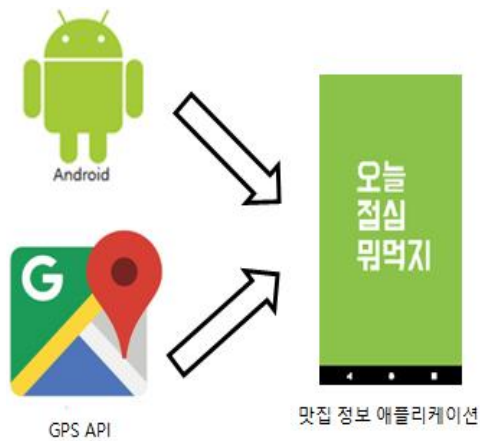 Android
G
GPS API
오늘
점심
뭐먹지
맛집 정보 애플리케이션